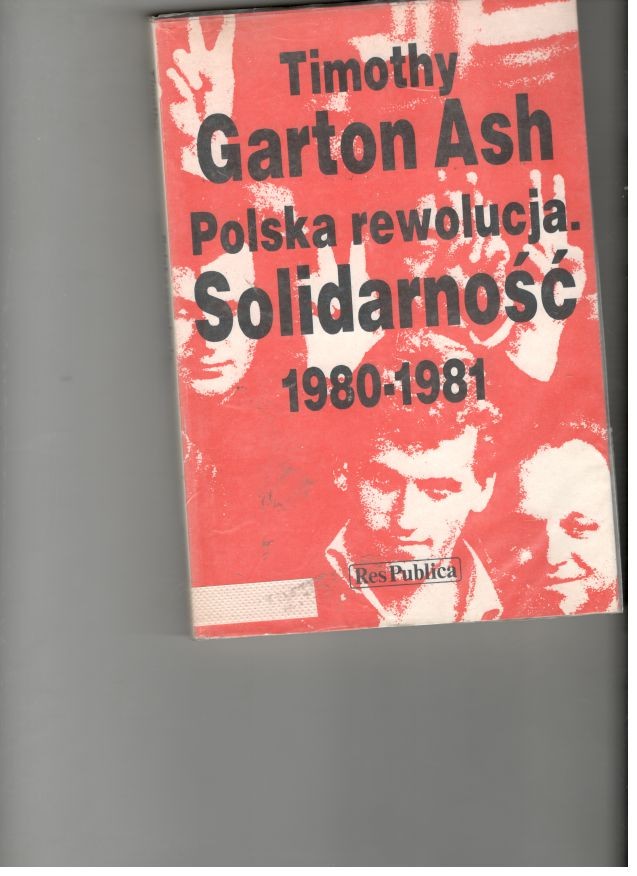 Timothy
Garton Ash
Polska rewolucja.
Solidarność
1980-1981
Res Publica